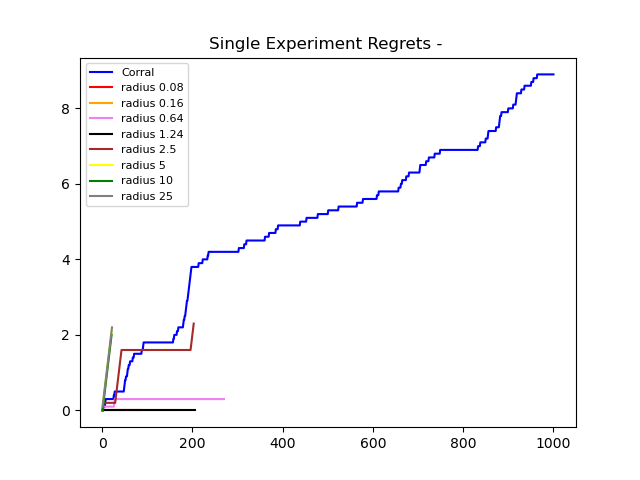 Single Experiment Regrets -
Corral
radius 0.08
radius 0.16
radius 0.64
radius 1.24
radius 2.5
radius 5
radius 10
radius 25
8
6
4
2
0
0 200 400 600 800 1000